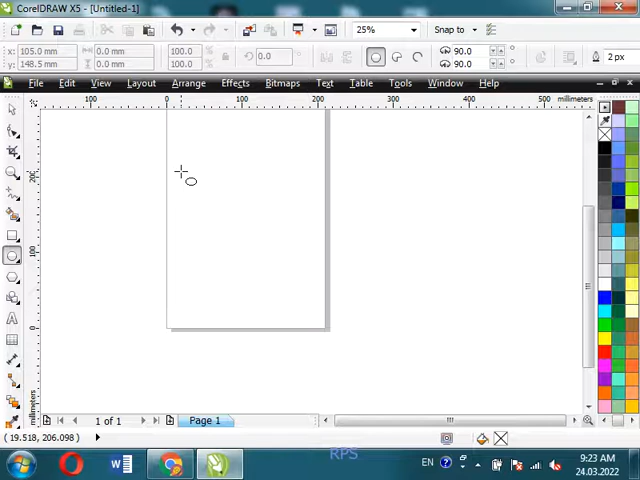 CorelDRAW X5 - [Untitled-1]
25%
Snap to
x: 105.0 mm
y: 148.5 mm
0.0 mm
0.0 mm
100.0
100.0
%
%
0.0
90.0
90.0
2 px
File Edit View Layout Arrange Effects Bitmaps Text Table Tools Window Help
100 0 100 200 300 400 500 millimeters
200
100
0
millimeters
1 of 1
Page 1
(19.518, 206.098)
RPS
EN
9:23 AM
24.03.2022